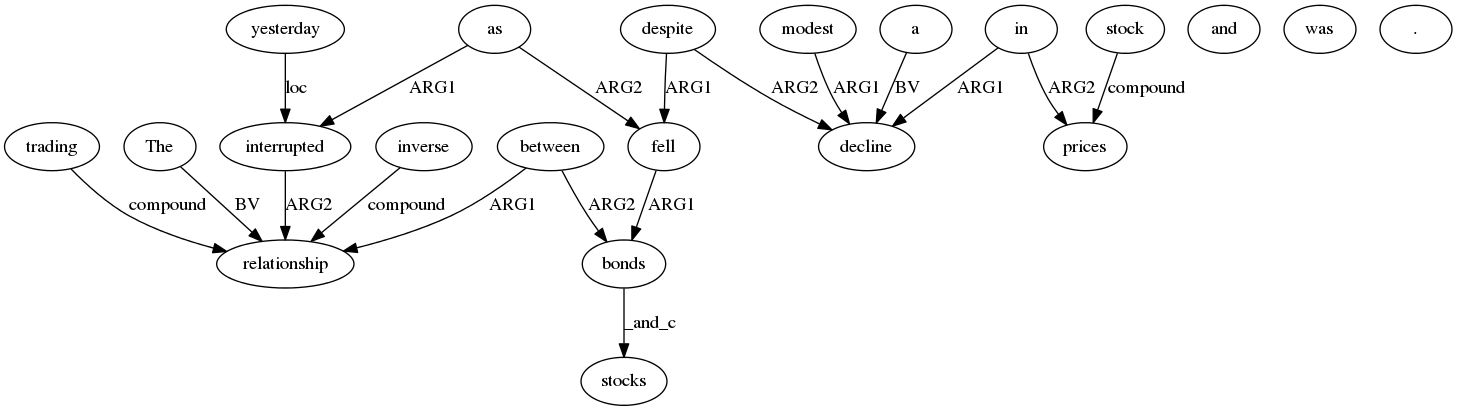 yesterday as despite modest a in stock and was .
loc ARG1 ARG2 ARG1 ARG2 ARG1 BV ARG1 ARG2 compound
trading The interrupted inverse between fell decline prices
compound BV ARG2 compound ARG1 ARG2 ARG1
relationship bonds
_and_c
stocks